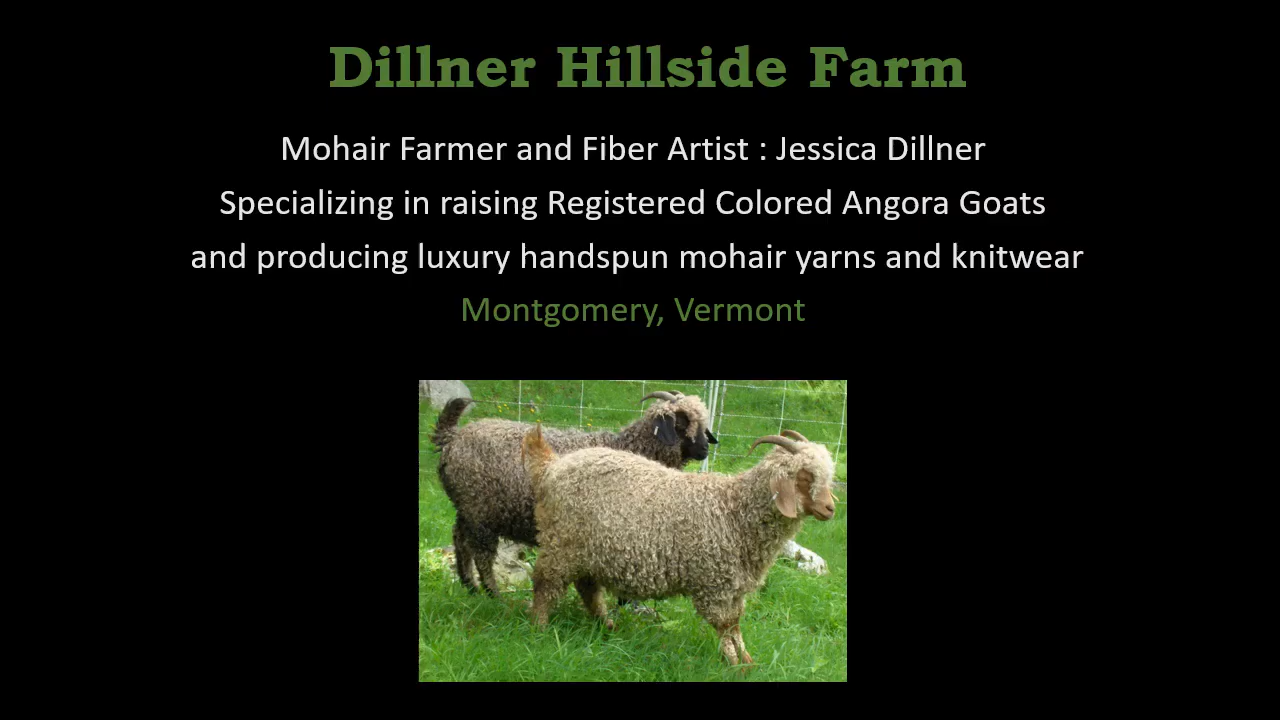 Dillner Hillside Farm
Mohair Farmer and Fiber Artist : Jessica Dillner
Specializing in raising Registered Colored Angora Goats
and producing luxury handspun mohair yarns and knitwear
Montgomery, Vermont